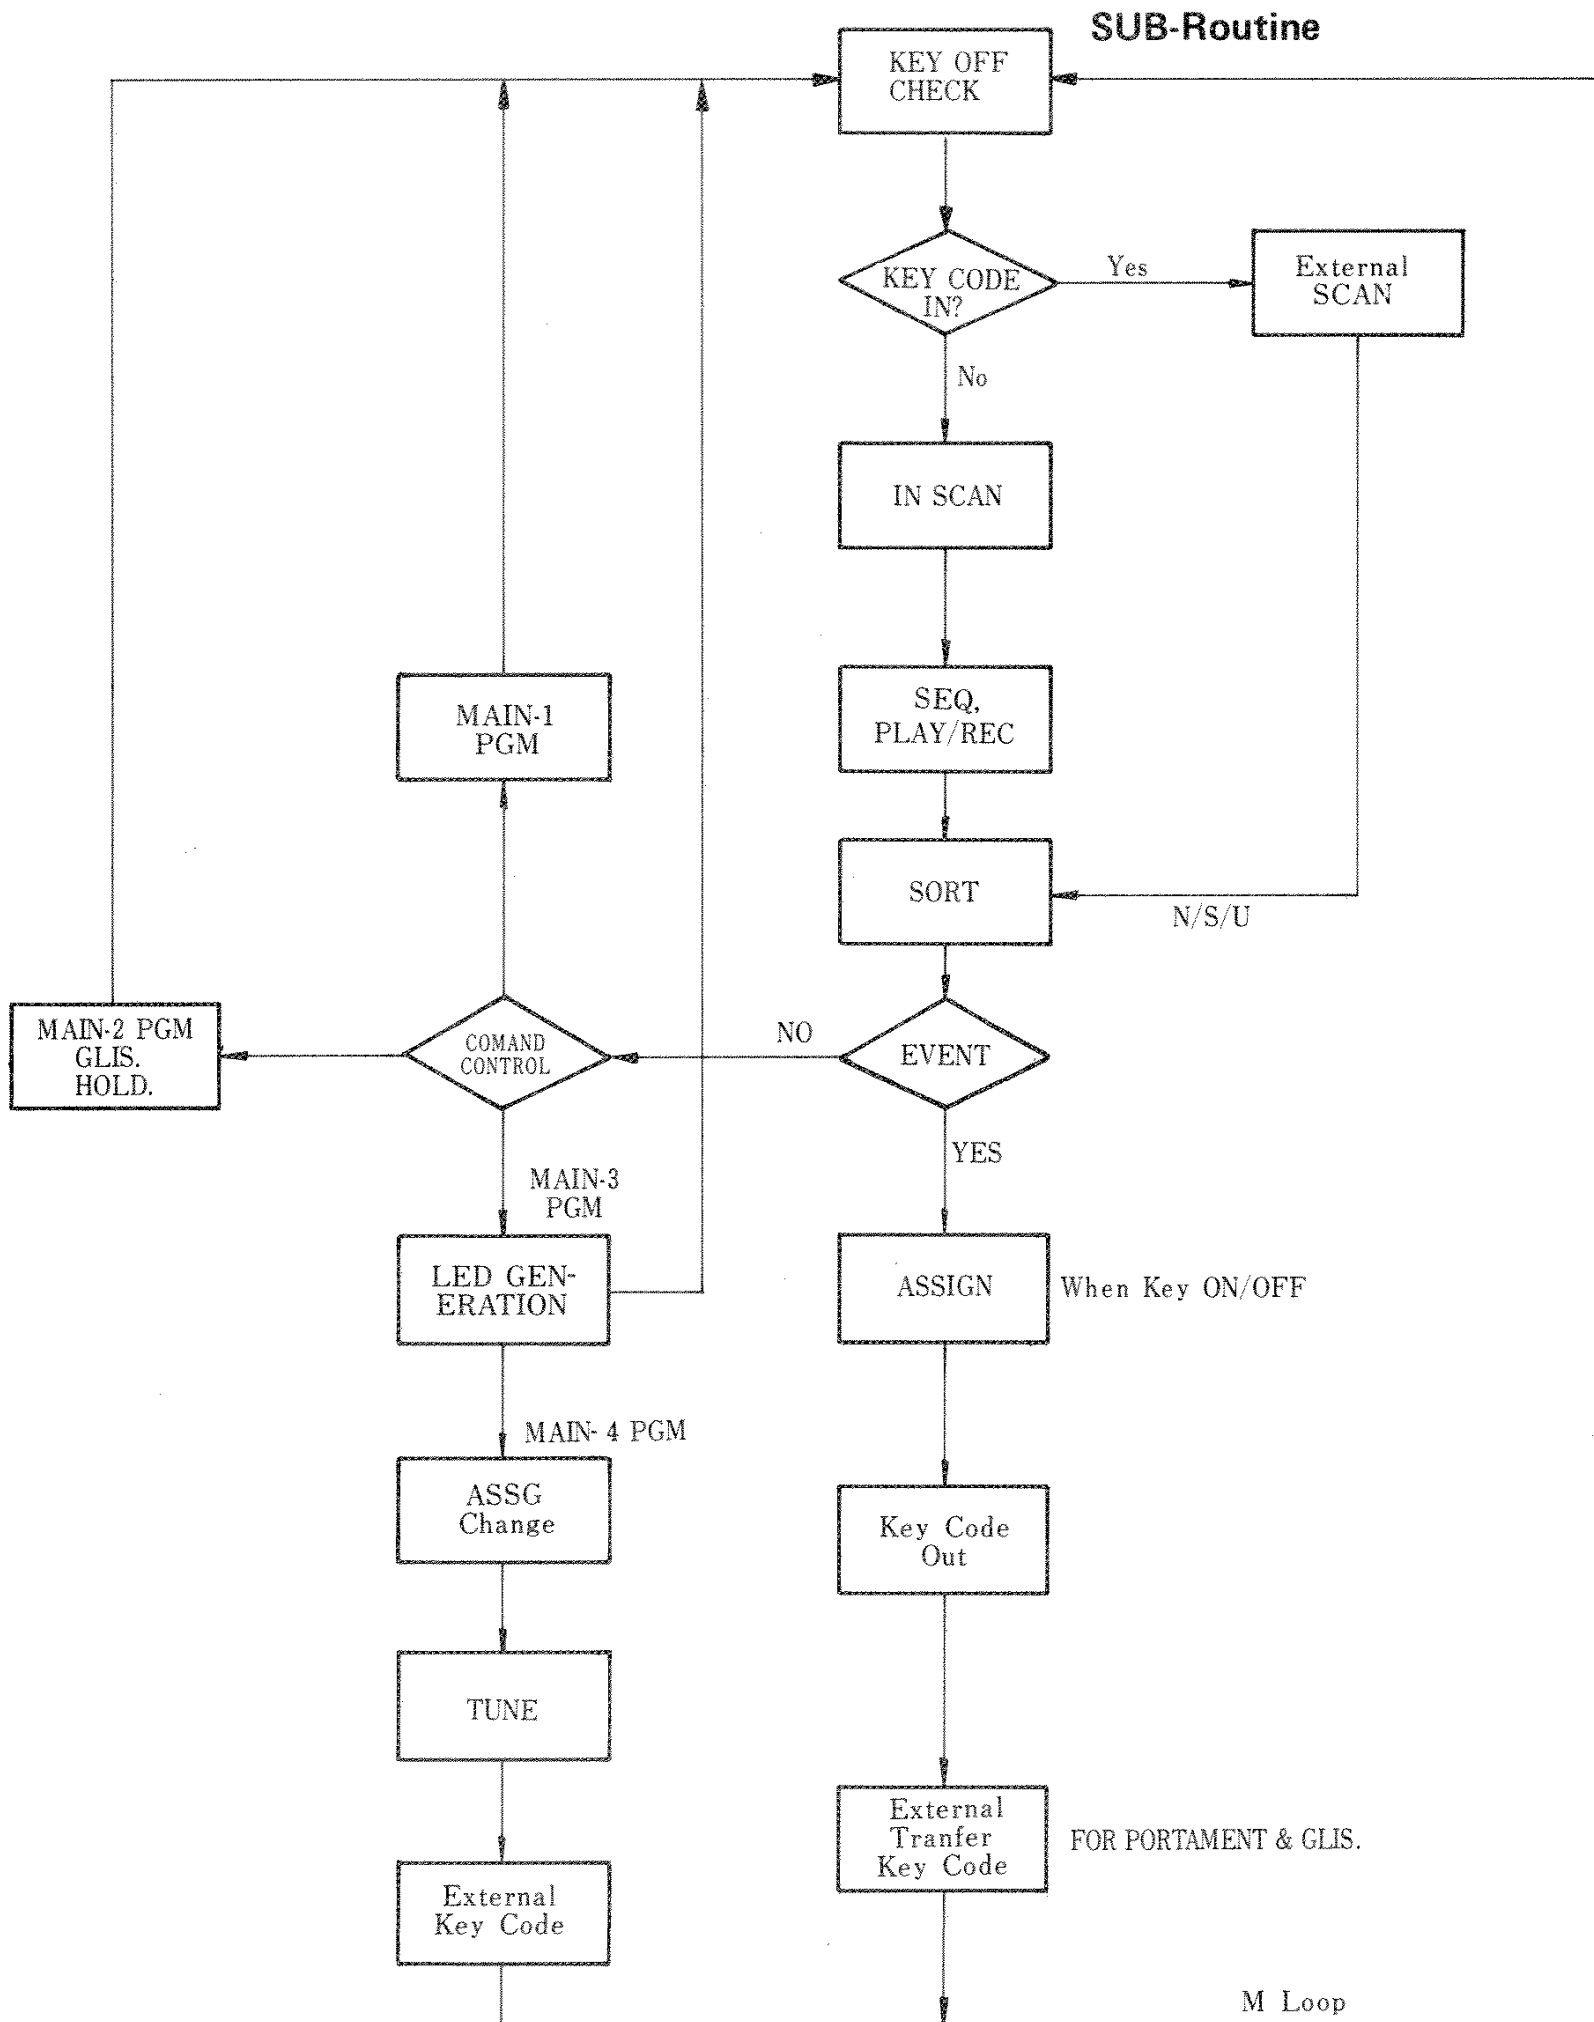 SUB-Routine
KEY OFF
CHECK
KEY CODE
IN?
Yes
External
SCAN
No
IN SCAN
SEQ,
PLAY/REC
MAIN-1
PGM
SORT
N/S/U
MAIN-2 PGM
GLIS.
HOLD.
COMAND
CONTROL
NO
EVENT
YES
MAIN-3
PGM
LED GEN-
ERATION
ASSIGN
When Key ON/OFF
MAIN-4 PGM
ASSG
Change
Key Code
Out
TUNE
External
Tranfer
Key Code
FOR PORTAMENT & GLIS.
External
Key Code
M Loop